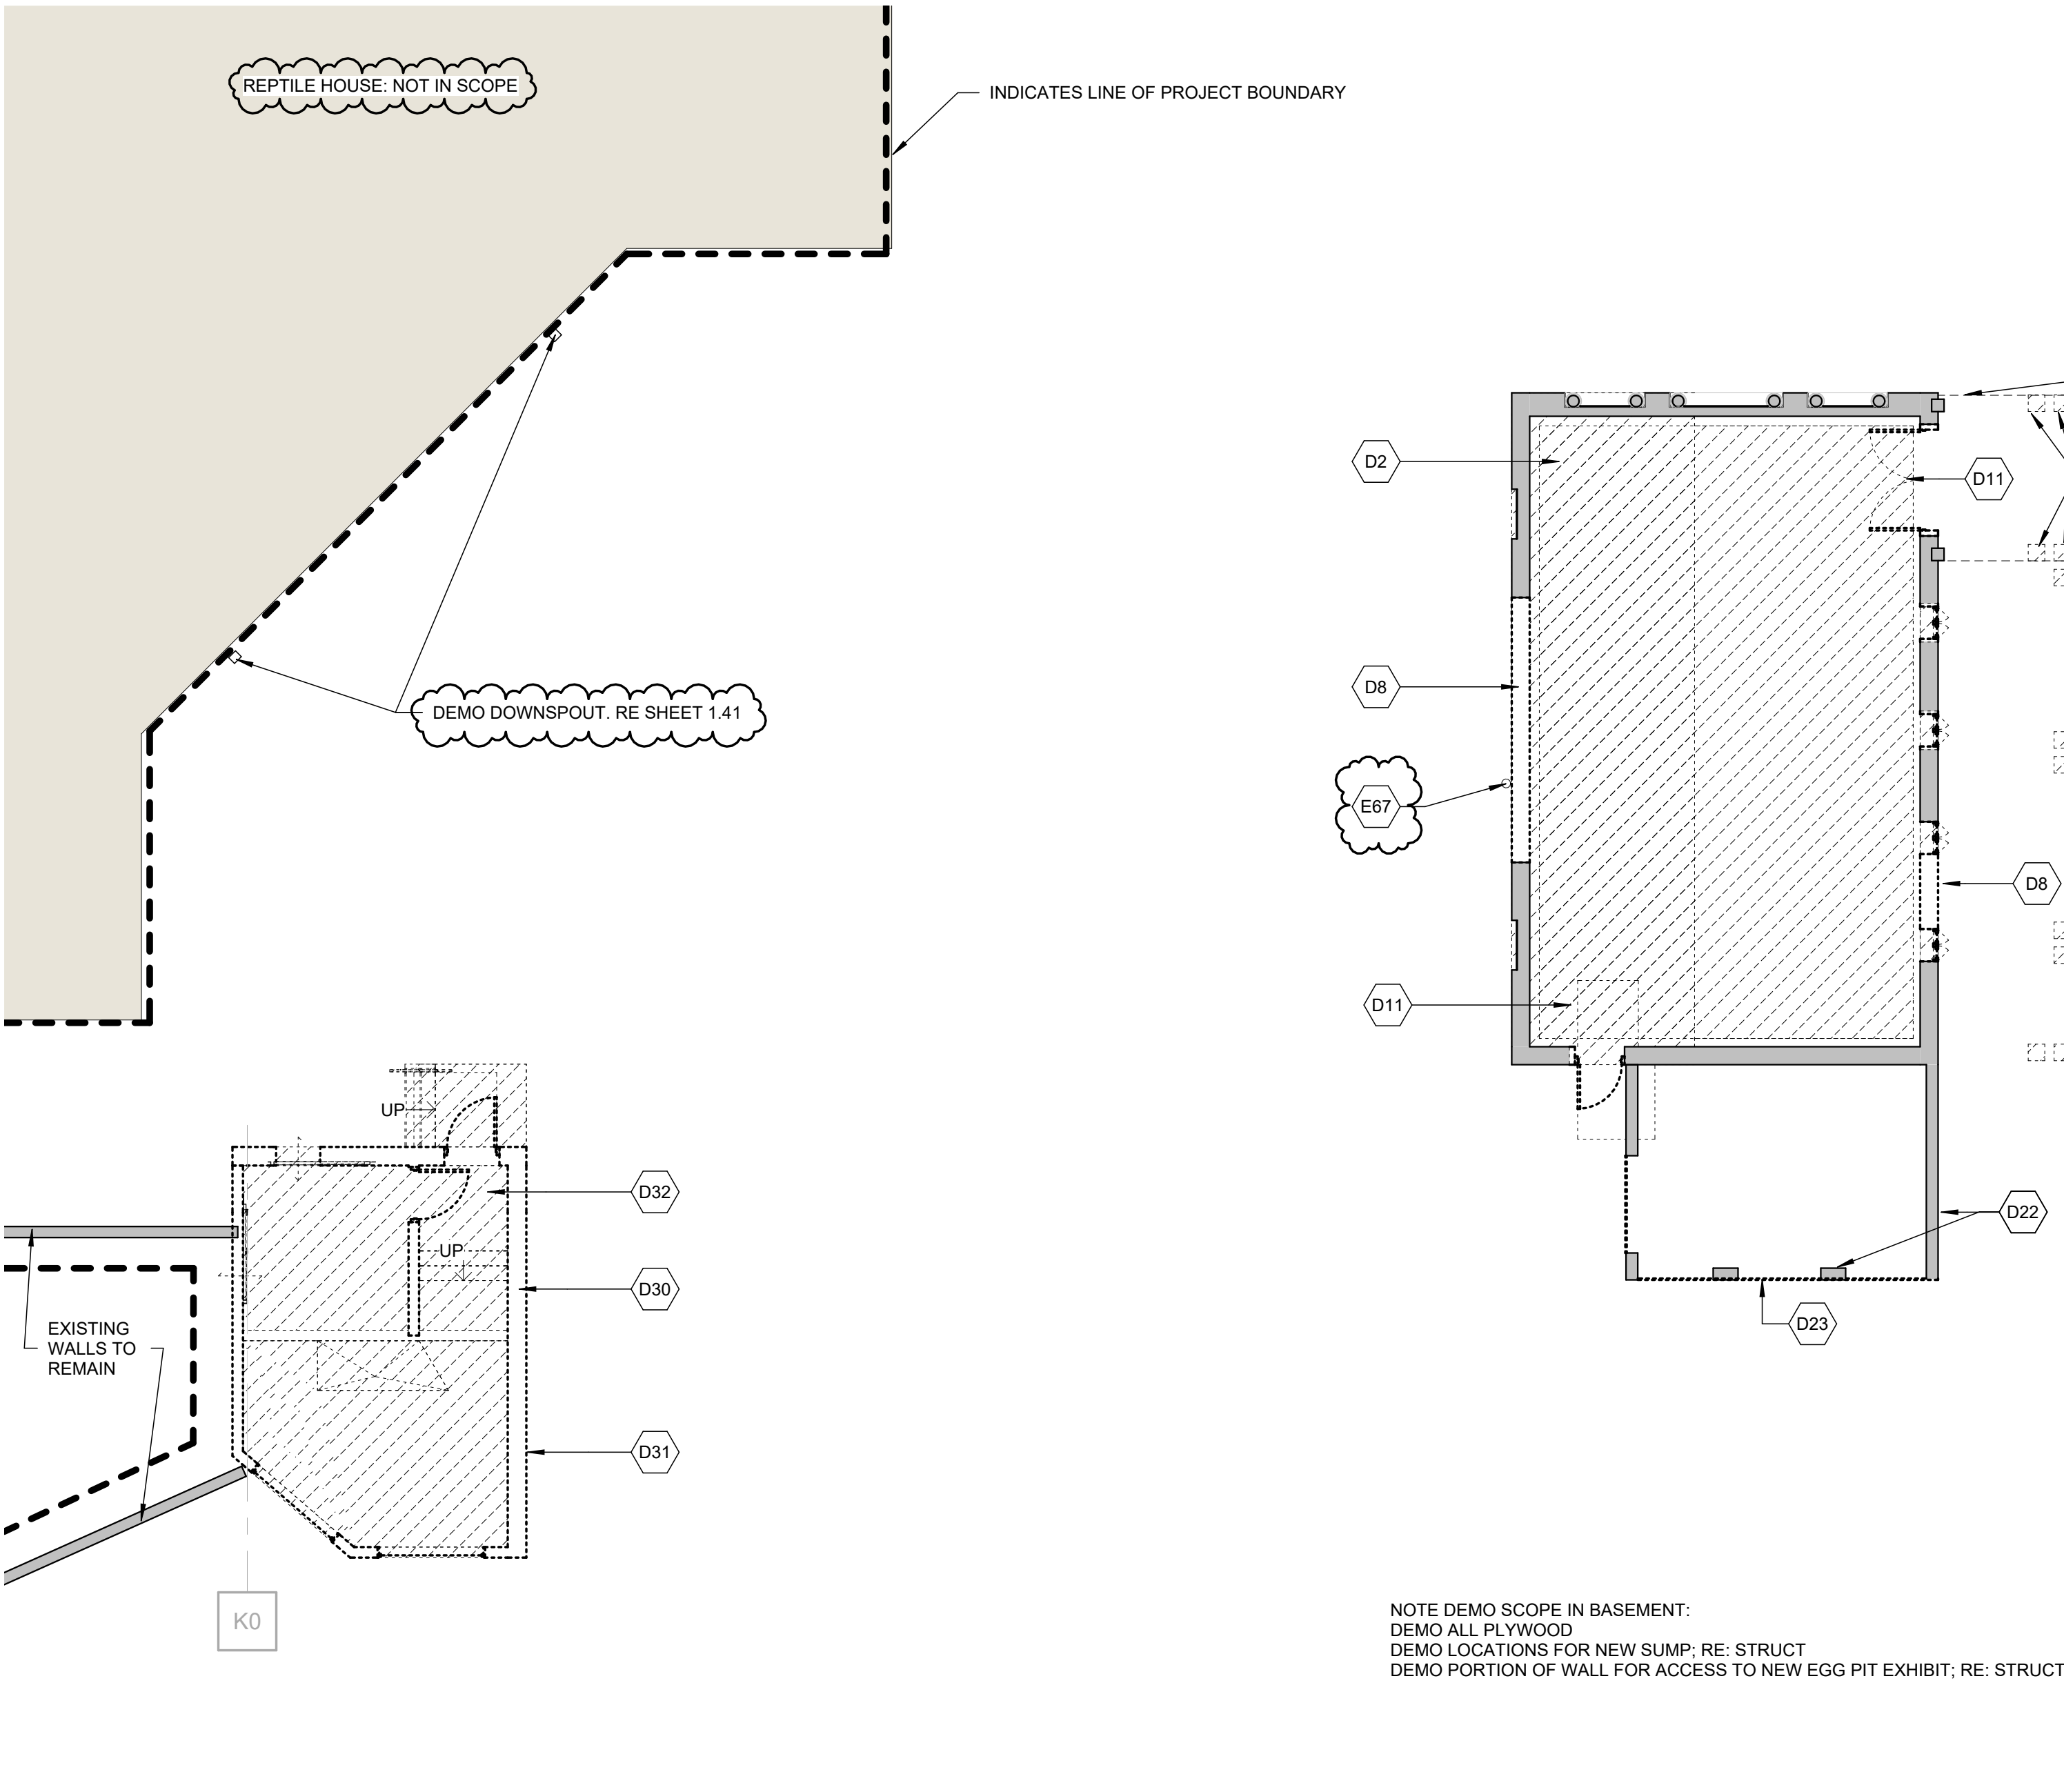 REPTILE HOUSE: NOT IN SCOPE
INDICATES LINE OF PROJECT BOUNDARY
D2
D11
D8
DEMO DOWNSPOUT. RE SHEET 1.41
E67
D8
D11
UP
D32
D22
UP
D30
D23
EXISTING
WALLS TO
REMAIN
D31
K0
NOTE DEMO SCOPE IN BASEMENT:
DEMO ALL PLYWOOD
DEMO LOCATIONS FOR NEW SUMP; RE: STRUCT
DEMO PORTION OF WALL FOR ACCESS TO NEW EGG PIT EXHIBIT; RE: STRUCT